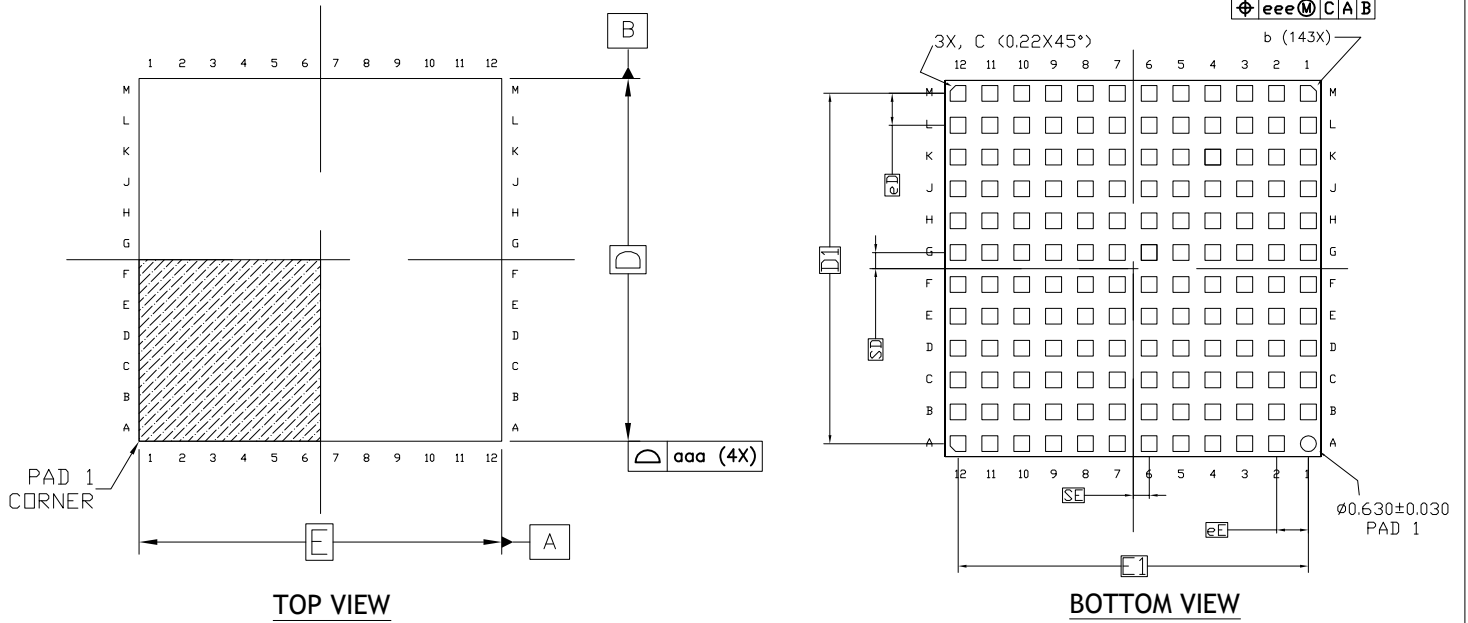 ⌖ eee Ⓜ C A B
3X, C (0.22X45°)
b (143X)
B
1 2 3 4 5 6 7 8 9 10 11 12
12 11 10 9 8 7 6 5 4 3 2 1
M M
L L
K K
J J
H H
G G
F F
E E
D D
C C
B B
A A
M M
L L
K K
J J
H H
G G
F F
E E
D D
C C
B B
A A
eD
D1
SD
D
⌓ aaa (4X)
1 2 3 4 5 6 7 8 9 10 11 12
12 11 10 9 8 7 6 5 4 3 2 1
PAD 1
CORNER
SE
eE
Ø0.630±0.030
PAD 1
E
A
E1
TOP VIEW
BOTTOM VIEW